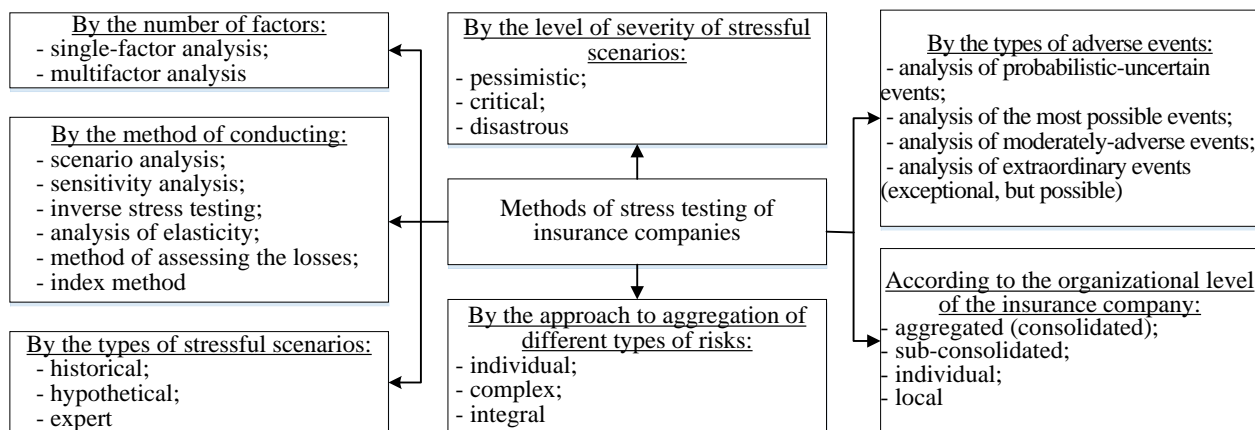 By the number of factors:
- single-factor analysis;
- multifactor analysis
By the method of conducting:
- scenario analysis;
- sensitivity analysis;
- inverse stress testing;
- analysis of elasticity;
- method of assessing the losses;
- index method
By the types of stressful scenarios:
- historical;
- hypothetical;
- expert
By the level of severity of stressful
scenarios:
- pessimistic;
- critical;
- disastrous
Methods of stress testing of
insurance companies
By the approach to aggregation of
different types of risks:
- individual;
- complex;
- integral
By the types of adverse events:
- analysis of probabilistic-uncertain
events;
- analysis of the most possible events;
- analysis of moderately-adverse events;
- analysis of extraordinary events
(exceptional, but possible)
According to the organizational level
of the insurance company:
- aggregated (consolidated);
- sub-consolidated;
- individual;
- local